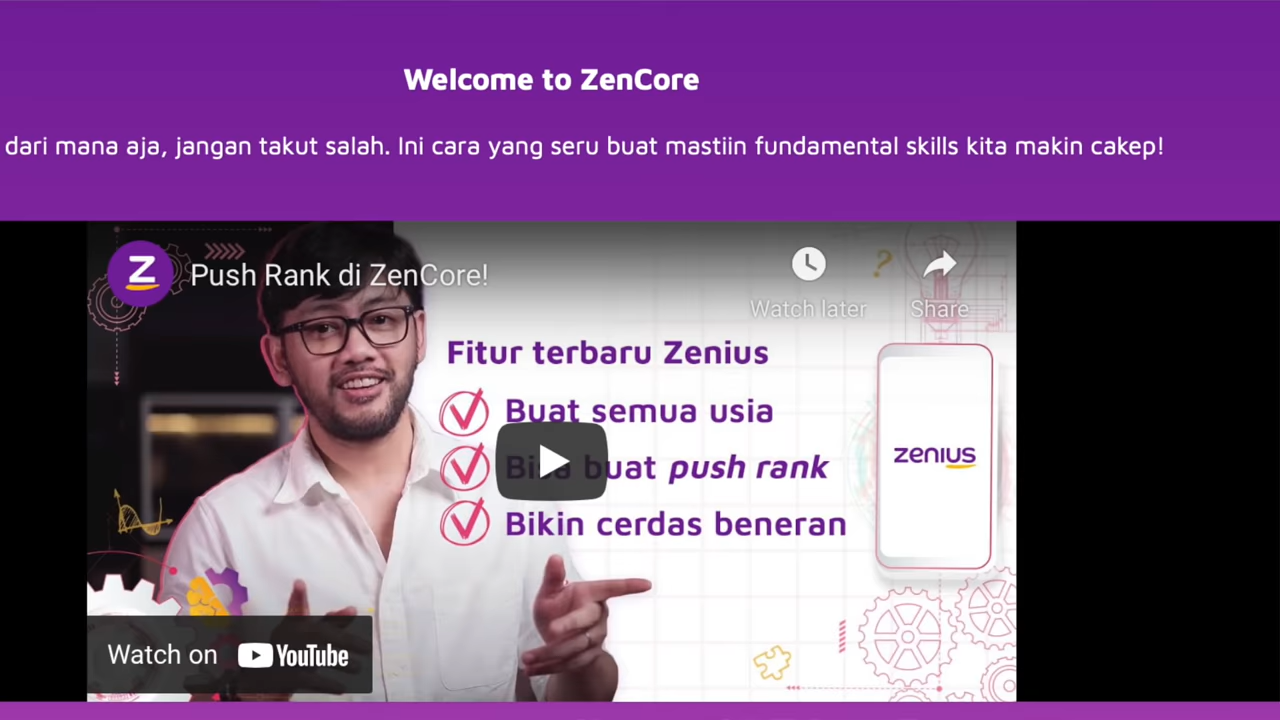 Welcome to ZenCore
dari mana aja, jangan takut salah. Ini cara yang seru buat mastiin fundamental skills kita makin cakep!
Z
Push Rank di ZenCore!
Watch later
Share
Fitur terbaru Zenius
Buat semua usia
Bisa buat push rank
Bikin cerdas beneran
zenius
Watch on YouTube